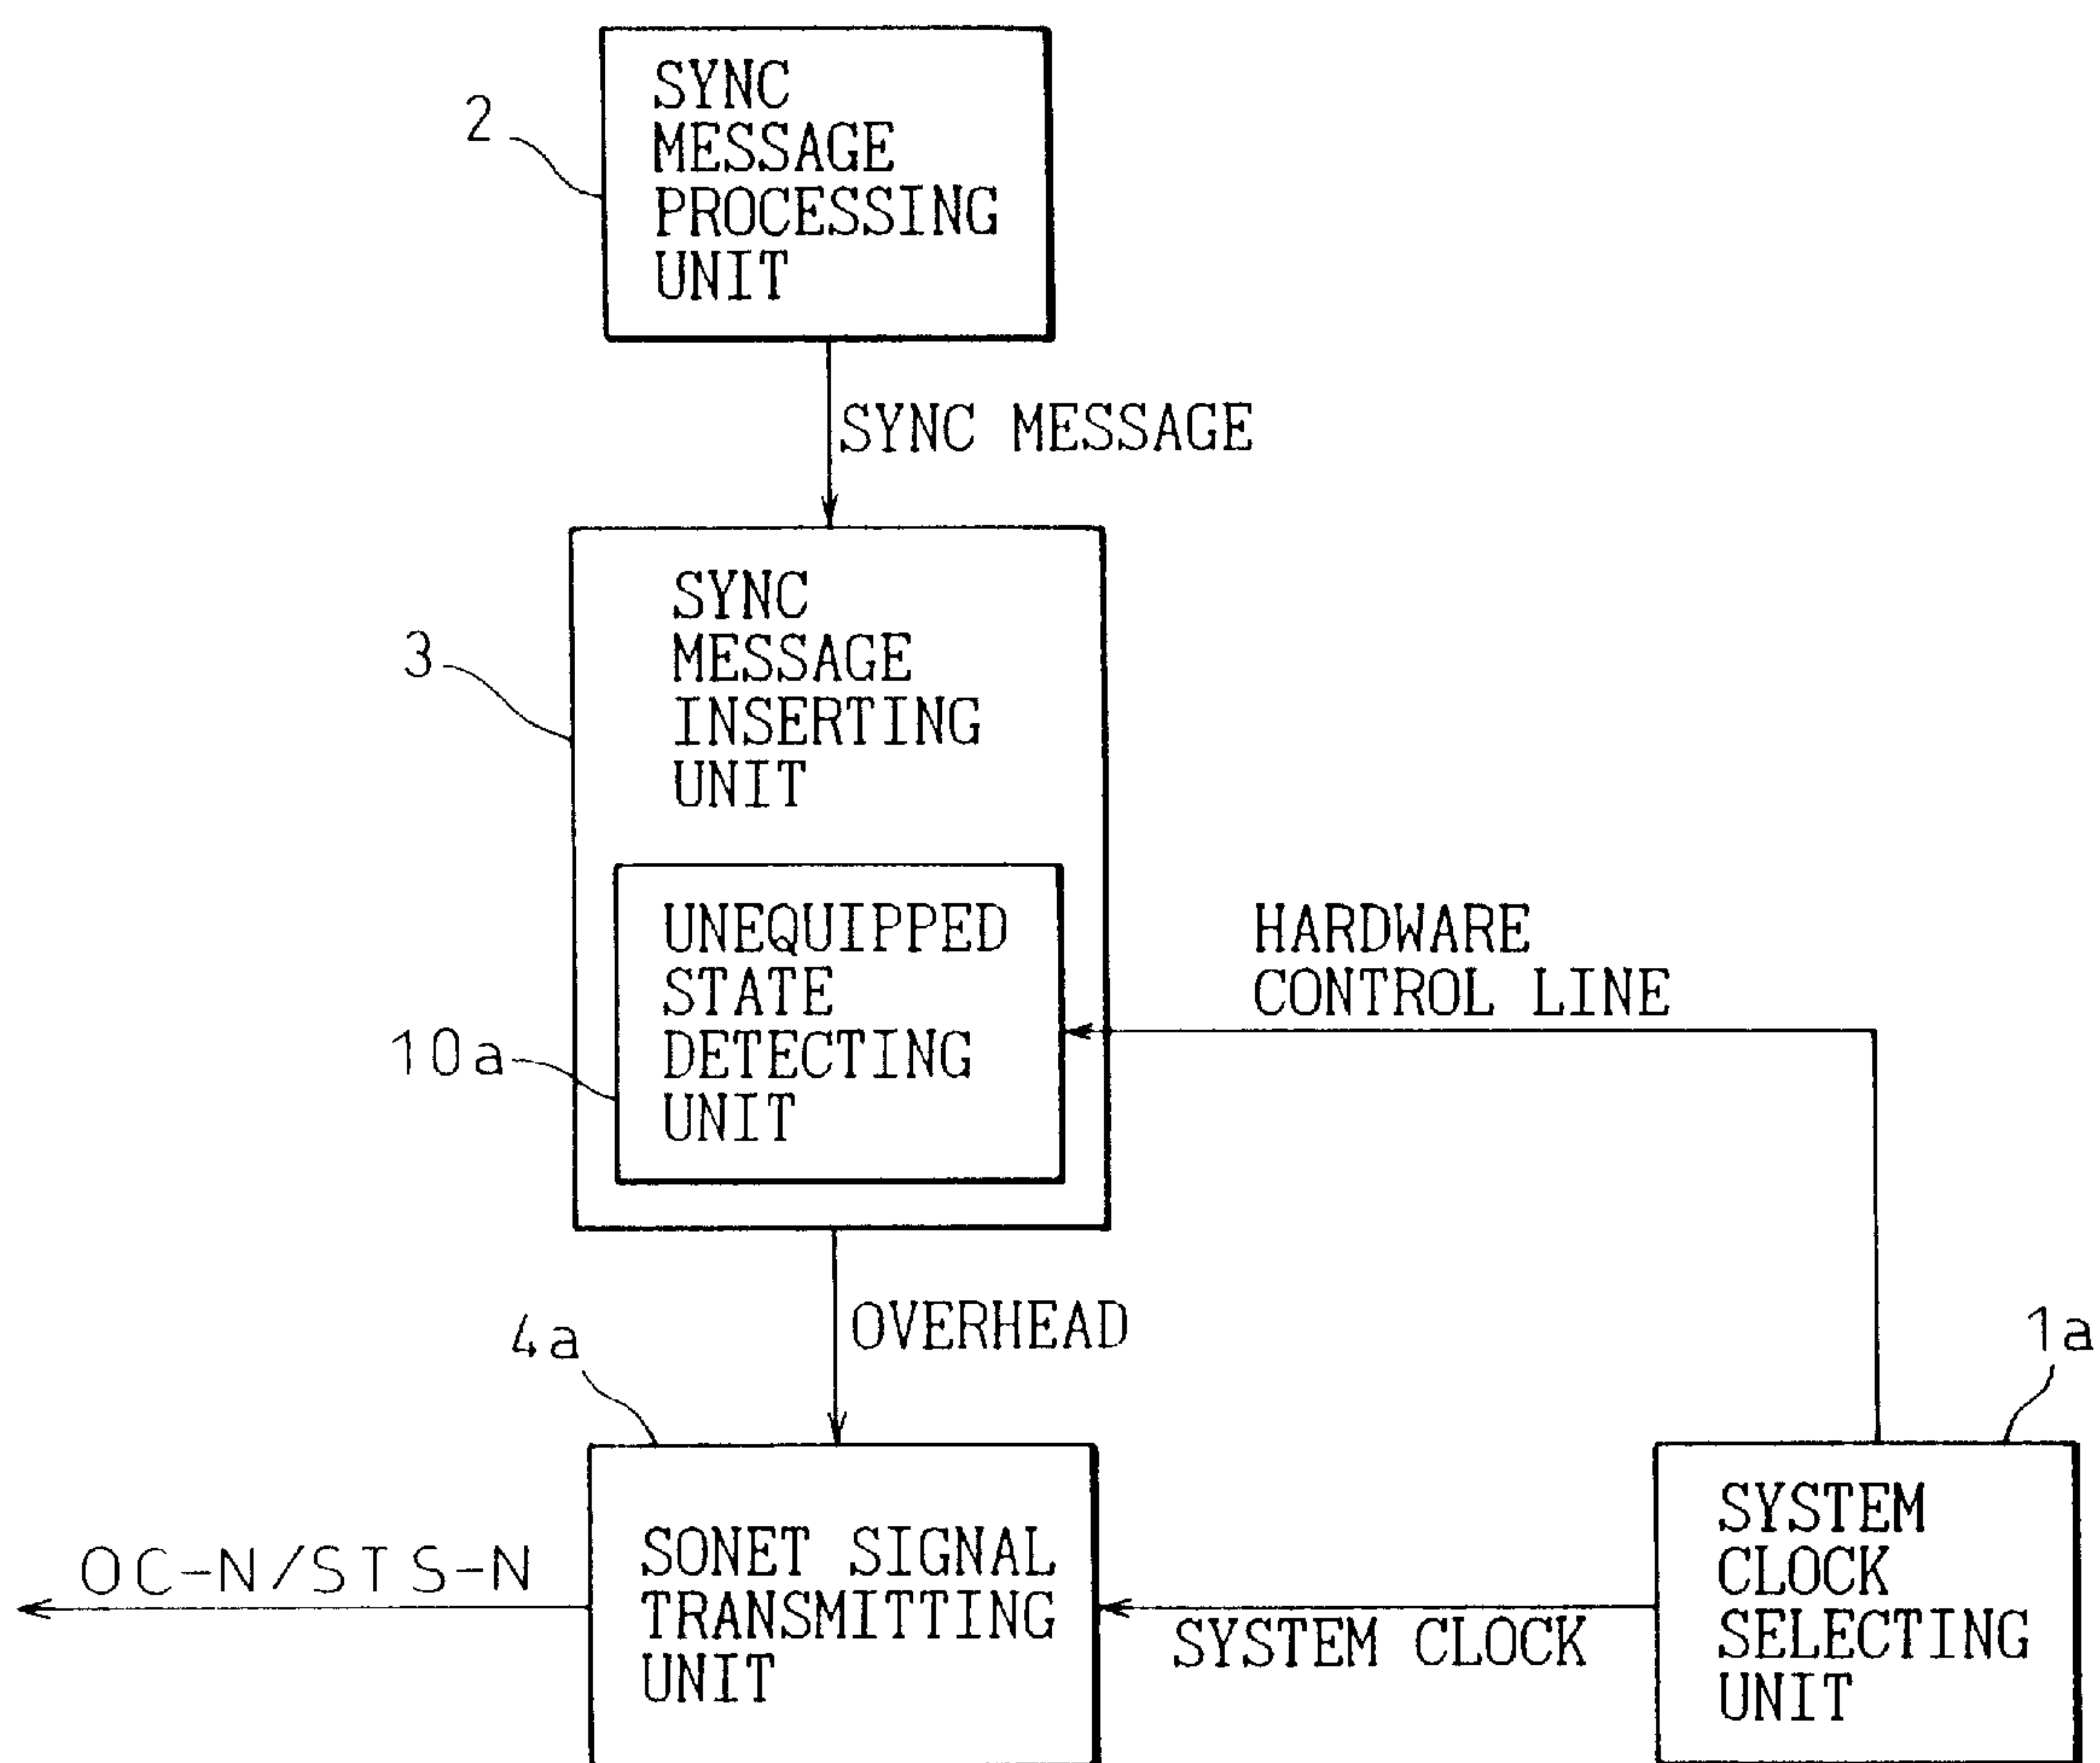 2
SYNC
MESSAGE
PROCESSING
UNIT
SYNC MESSAGE
3
SYNC
MESSAGE
INSERTING
UNIT
10a
UNEQUIPPED
STATE
DETECTING
UNIT
HARDWARE
CONTROL LINE
OVERHEAD
4a
1a
OC-N/STS-N
SONET SIGNAL
TRANSMITTING
UNIT
SYSTEM CLOCK
SYSTEM
CLOCK
SELECTING
UNIT